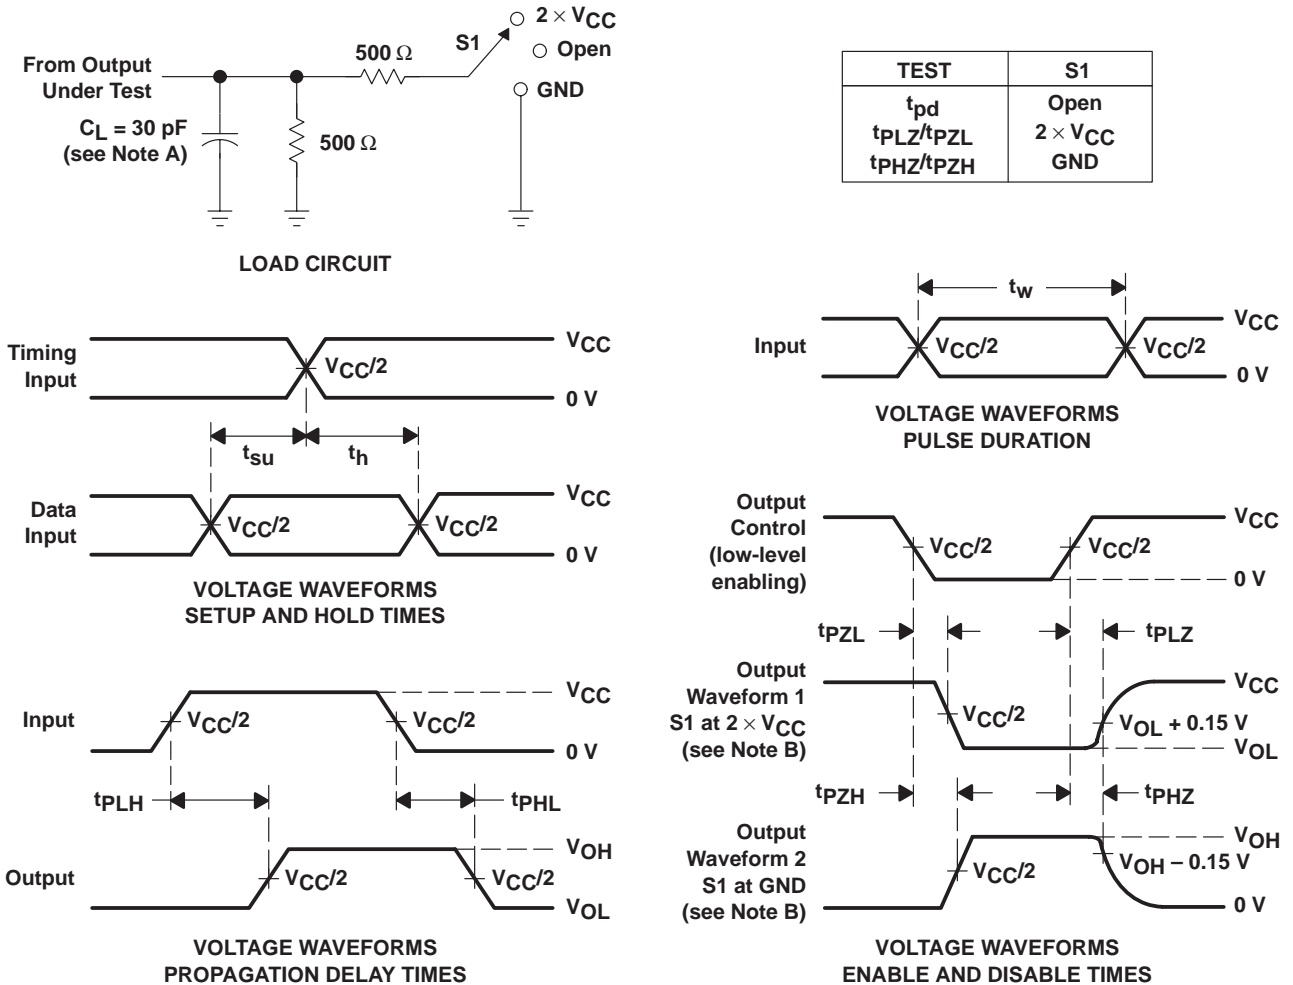 2 × VCC
S1
Open
500 Ω
From Output
Under Test
GND
CL = 30 pF
(see Note A)
500 Ω
LOAD CIRCUIT
TEST S1
tpd Open
tPLZ/tPZL 2 × VCC
tPHZ/tPZH GND
Timing
Input
VCC
VCC/2
0 V
tsu
th
Data
Input
VCC
VCC/2
VCC/2
0 V
VOLTAGE WAVEFORMS
SETUP AND HOLD TIMES
tw
Input
VCC
VCC/2
VCC/2
0 V
VOLTAGE WAVEFORMS
PULSE DURATION
Input
VCC
VCC/2
VCC/2
0 V
tPLH
tPHL
Output
VOH
VCC/2
VCC/2
VOL
VOLTAGE WAVEFORMS
PROPAGATION DELAY TIMES
Output
Control
(low-level
enabling)
VCC
VCC/2
VCC/2
0 V
tPZL
tPLZ
Output
Waveform 1
S1 at 2 × VCC
(see Note B)
VCC
VCC/2
VOL + 0.15 V
VOL
tPZH
tPHZ
Output
Waveform 2
S1 at GND
(see Note B)
VOH
VCC/2
VOH − 0.15 V
0 V
VOLTAGE WAVEFORMS
ENABLE AND DISABLE TIMES